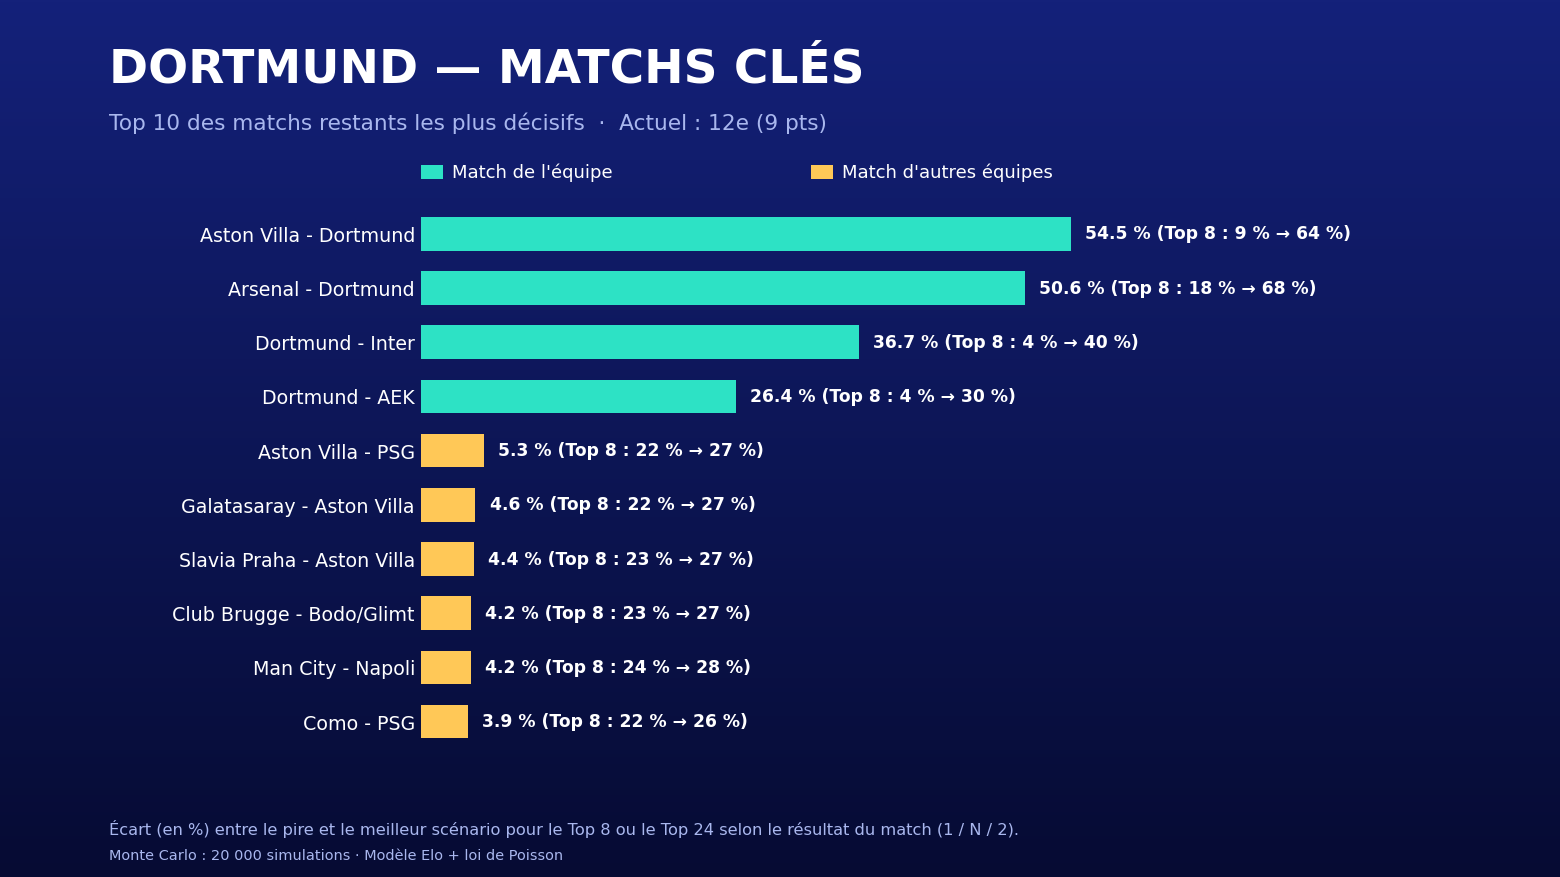 DORTMUND — MATCHS CLÉS
Top 10 des matchs restants les plus décisifs · Actuel : 12e (9 pts)
Match de l'équipe
Match d'autres équipes
Aston Villa - Dortmund 54.5 % (Top 8 : 9 % → 64 %)
Arsenal - Dortmund 50.6 % (Top 8 : 18 % → 68 %)
Dortmund - Inter 36.7 % (Top 8 : 4 % → 40 %)
Dortmund - AEK 26.4 % (Top 8 : 4 % → 30 %)
Aston Villa - PSG 5.3 % (Top 8 : 22 % → 27 %)
Galatasaray - Aston Villa 4.6 % (Top 8 : 22 % → 27 %)
Slavia Praha - Aston Villa 4.4 % (Top 8 : 23 % → 27 %)
Club Brugge - Bodo/Glimt 4.2 % (Top 8 : 23 % → 27 %)
Man City - Napoli 4.2 % (Top 8 : 24 % → 28 %)
Como - PSG 3.9 % (Top 8 : 22 % → 26 %)
Écart (en %) entre le pire et le meilleur scénario pour le Top 8 ou le Top 24 selon le résultat du match (1 / N / 2).
Monte Carlo : 20 000 simulations · Modèle Elo + loi de Poisson